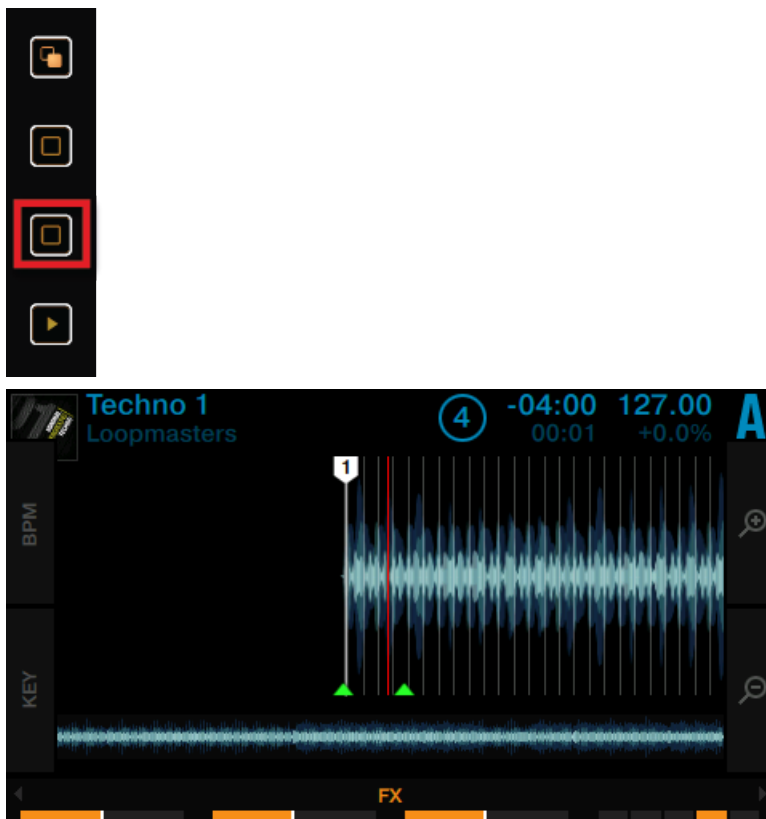 Techno 1
Loopmasters
4
-04:00
127.00
00:01
+0.0%
A
1
BPM
KEY
FX